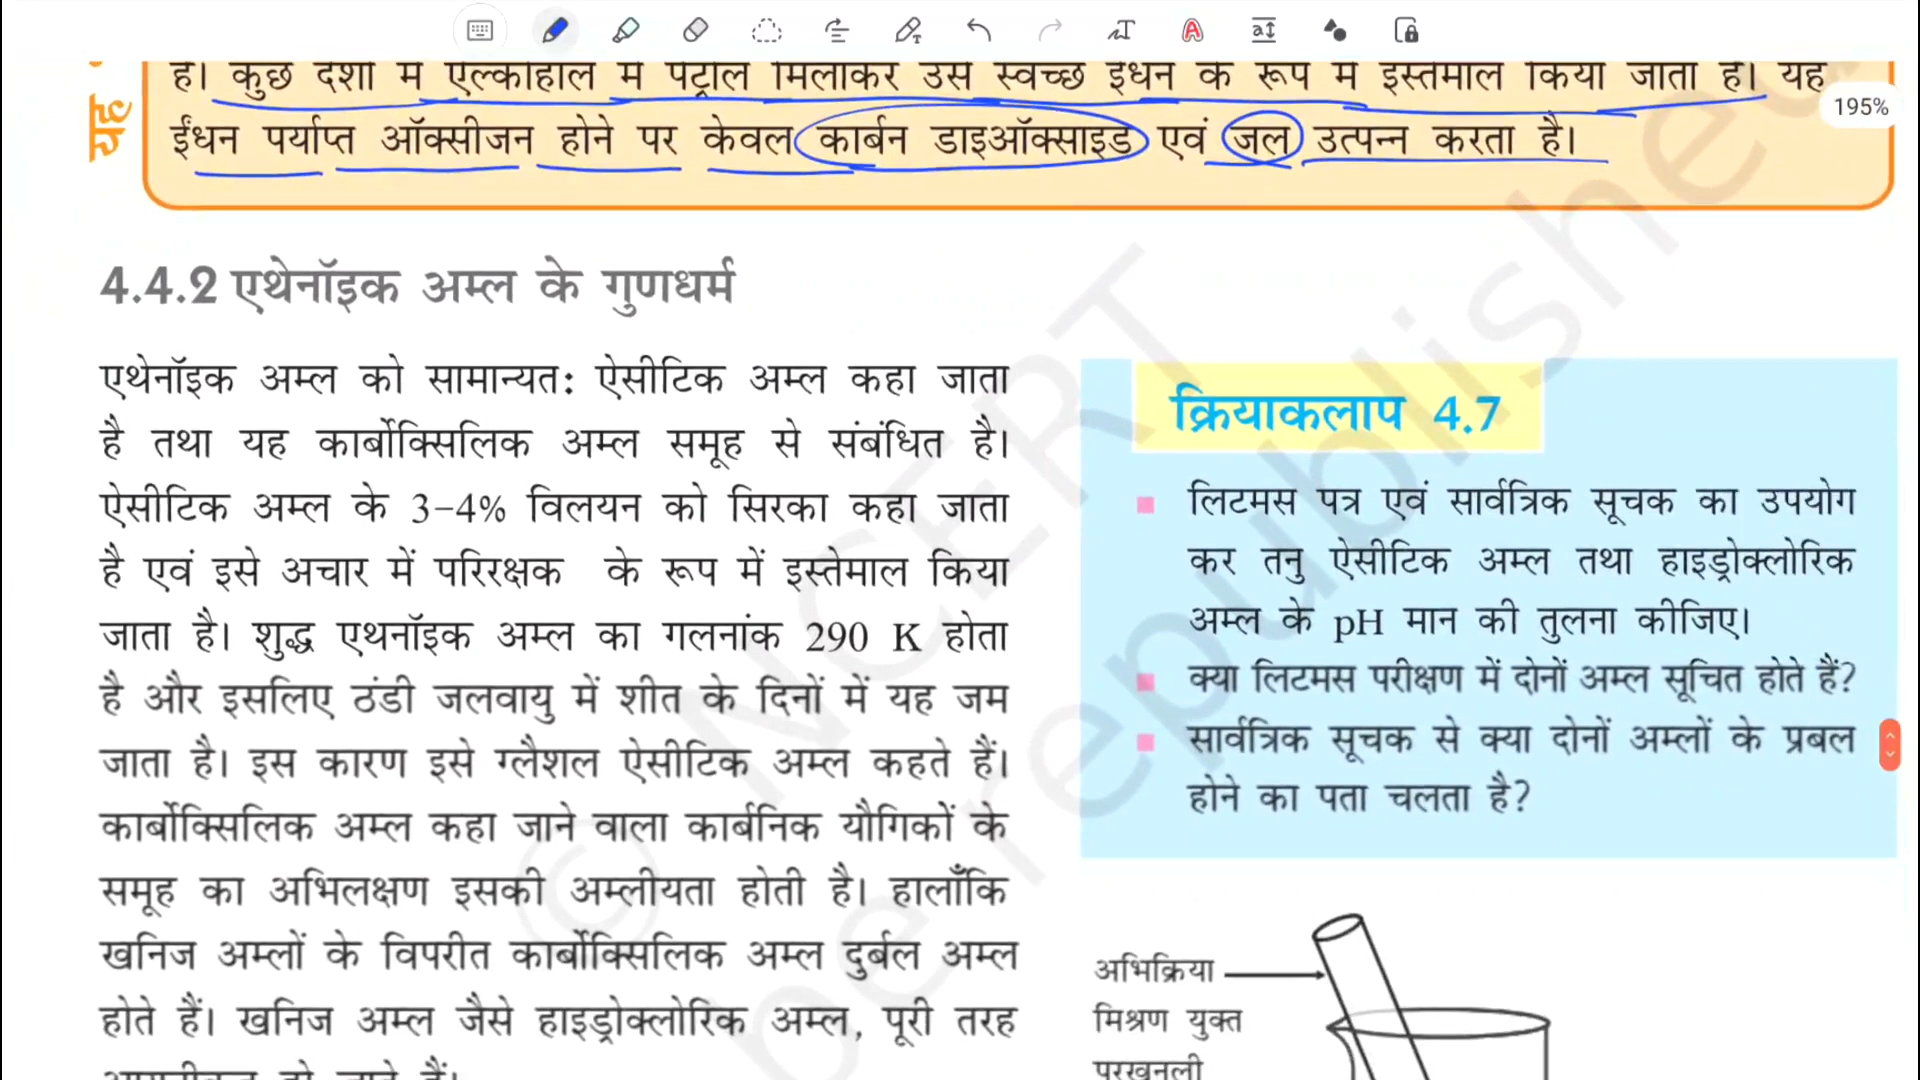 है। कुछ देशों में ऐल्कोहॉल में पेट्रोल मिलाकर उसे स्वच्छ ईंधन के रूप में इस्तेमाल किया जाता है। यह
195%
यह
ईंधन पर्याप्त ऑक्सीजन होने पर केवल कार्बन डाइऑक्साइड एवं जल उत्पन्न करता है।
4.4.2 एथेनॉइक अम्ल के गुणधर्म
एथेनॉइक अम्ल को सामान्यत: ऐसीटिक अम्ल कहा जाता
है तथा यह कार्बोक्सिलिक अम्ल समूह से संबंधित है।
ऐसीटिक अम्ल के 3–4% विलयन को सिरका कहा जाता
है एवं इसे अचार में परिरक्षक के रूप में इस्तेमाल किया
जाता है। शुद्ध एथनॉइक अम्ल का गलनांक 290 K होता
है और इसलिए ठंडी जलवायु में शीत के दिनों में यह जम
जाता है। इस कारण इसे ग्लैशल ऐसीटिक अम्ल कहते हैं।
कार्बोक्सिलिक अम्ल कहा जाने वाला कार्बनिक यौगिकों के
समूह का अभिलक्षण इसकी अम्लीयता होती है। हालाँकि
खनिज अम्लों के विपरीत कार्बोक्सिलिक अम्ल दुर्बल अम्ल
होते हैं। खनिज अम्ल जैसे हाइड्रोक्लोरिक अम्ल, पूरी तरह
क्रियाकलाप 4.7
लिटमस पत्र एवं सार्वत्रिक सूचक का उपयोग
कर तनु ऐसीटिक अम्ल तथा हाइड्रोक्लोरिक
अम्ल के pH मान की तुलना कीजिए।
क्या लिटमस परीक्षण में दोनों अम्ल सूचित होते हैं?
सार्वत्रिक सूचक से क्या दोनों अम्लों के प्रबल
होने का पता चलता है?
अभिक्रिया
मिश्रण युक्त
परखनली
© NCERT
be republished